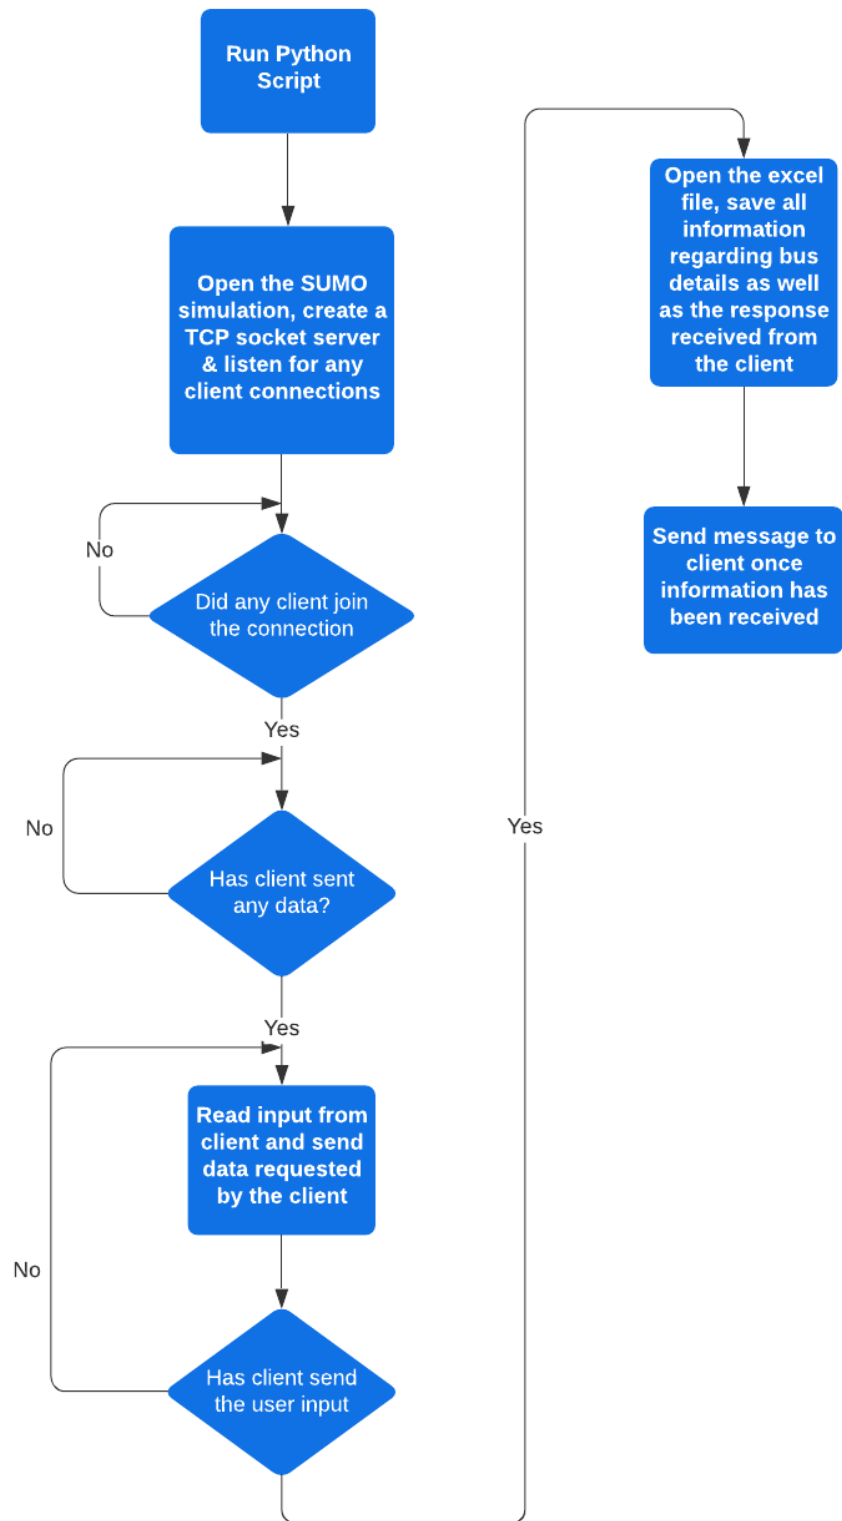 Run Python
Script
Open the SUMO
simulation, create a
TCP socket server
& listen for any
client connections
No
Did any client join
the connection
Yes
No
Has client sent
any data?
Yes
Read input from
client and send
data requested
by the client
No
Has client send
the user input
Yes
Open the excel
file, save all
information
regarding bus
details as well
as the response
received from
the client
Send message to
client once
information has
been received